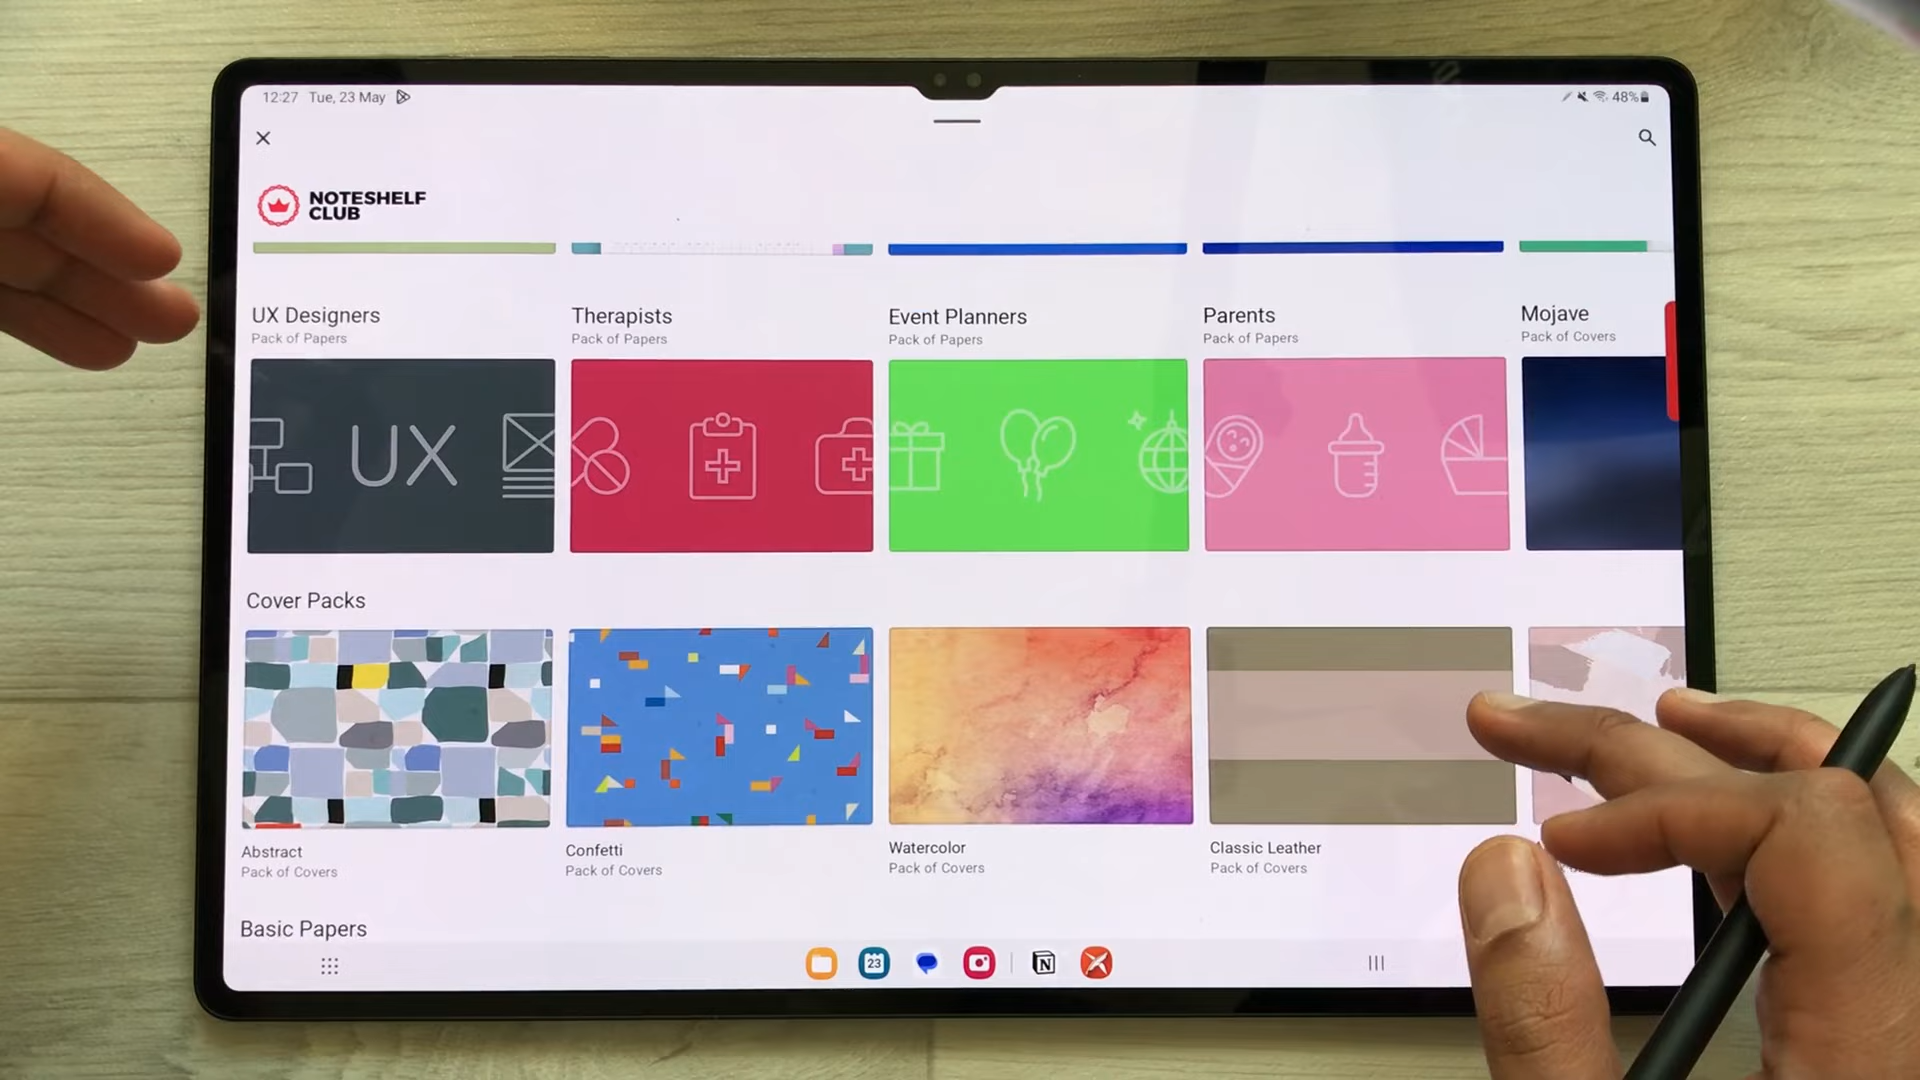 12:27 Tue, 23 May
48%
NOTESHELF
CLUB
UX Designers
Pack of Papers
Therapists
Pack of Papers
Event Planners
Pack of Papers
Parents
Pack of Papers
Mojave
Pack of Covers
UX
Cover Packs
Abstract
Pack of Covers
Confetti
Pack of Covers
Watercolor
Pack of Covers
Classic Leather
Pack of Covers
Basic Papers
23
N